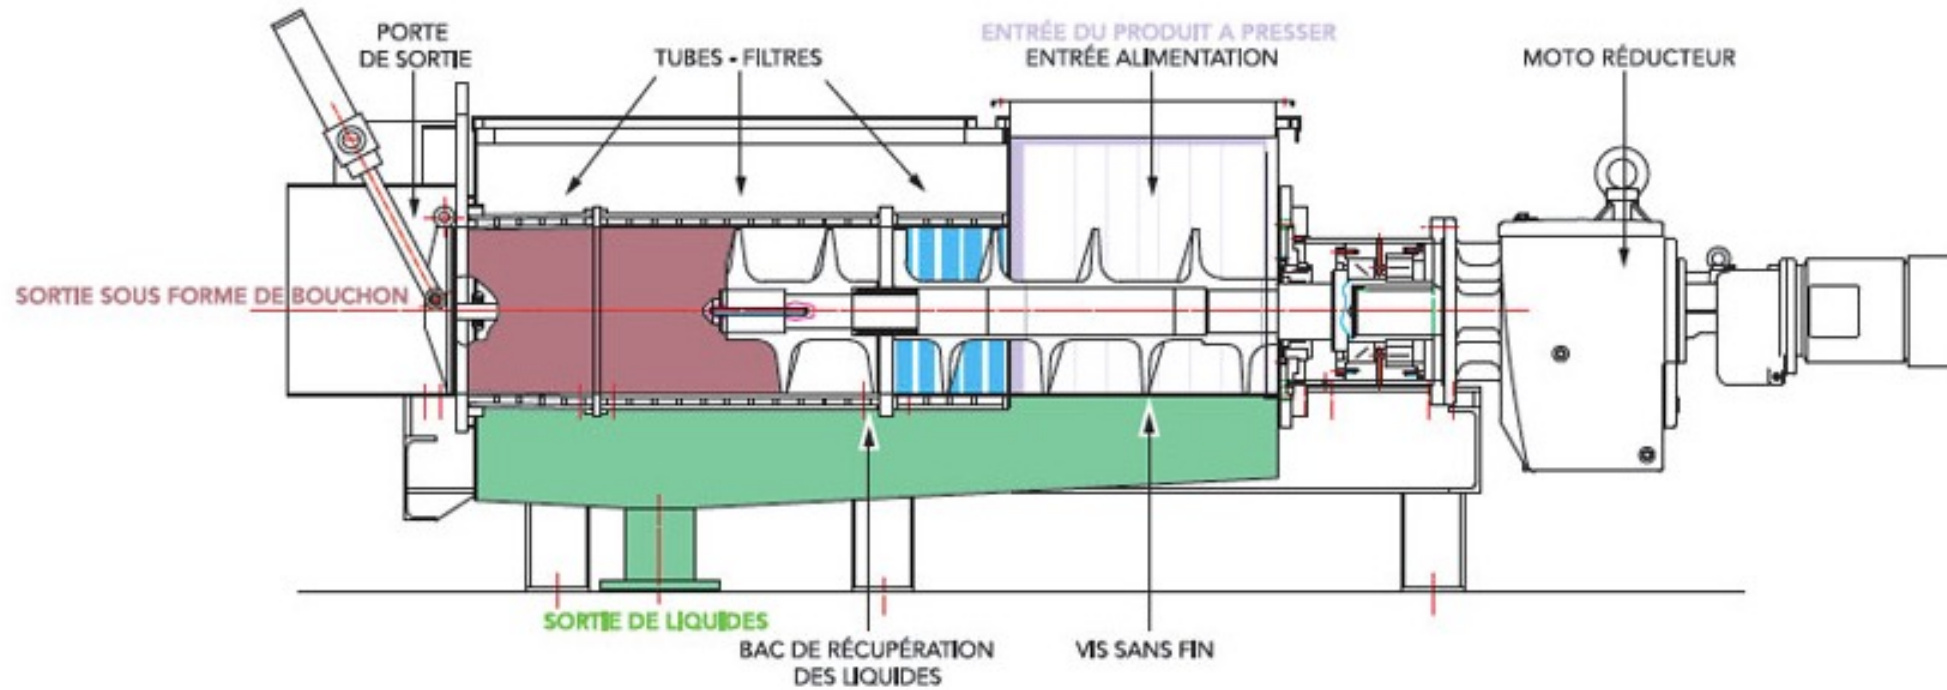 PORTE
DE SORTIE
TUBES - FILTRES
ENTRÉE DU PRODUIT A PRESSER
ENTRÉE ALIMENTATION
MOTO RÉDUCTEUR
SORTIE SOUS FORME DE BOUCHON
SORTIE DE LIQUIDES
BAC DE RÉCUPÉRATION
DES LIQUIDES
VIS SANS FIN